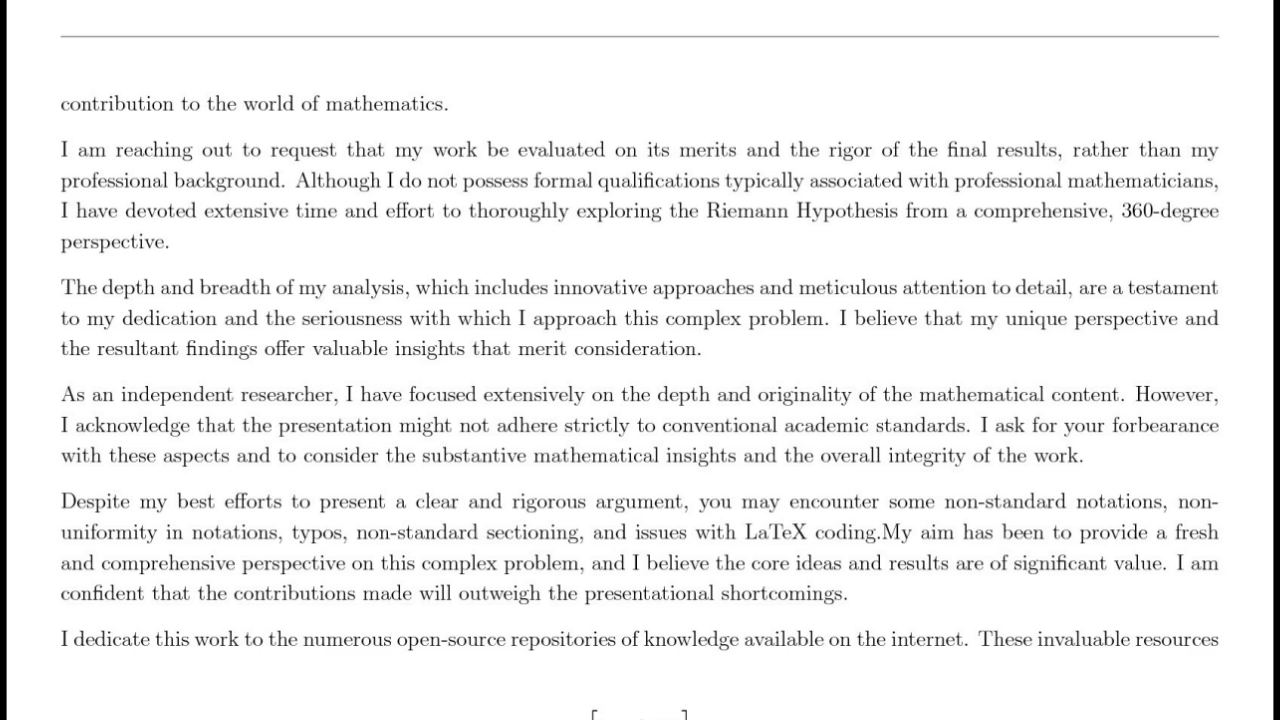 contribution to the world of mathematics.
I am reaching out to request that my work be evaluated on its merits and the rigor of the final results, rather than my
professional background. Although I do not possess formal qualifications typically associated with professional mathematicians,
I have devoted extensive time and effort to thoroughly exploring the Riemann Hypothesis from a comprehensive, 360-degree
perspective.
The depth and breadth of my analysis, which includes innovative approaches and meticulous attention to detail, are a testament
to my dedication and the seriousness with which I approach this complex problem. I believe that my unique perspective and
the resultant findings offer valuable insights that merit consideration.
As an independent researcher, I have focused extensively on the depth and originality of the mathematical content. However,
I acknowledge that the presentation might not adhere strictly to conventional academic standards. I ask for your forbearance
with these aspects and to consider the substantive mathematical insights and the overall integrity of the work.
Despite my best efforts to present a clear and rigorous argument, you may encounter some non-standard notations, non-
uniformity in notations, typos, non-standard sectioning, and issues with LaTeX coding.My aim has been to provide a fresh
and comprehensive perspective on this complex problem, and I believe the core ideas and results are of significant value. I am
confident that the contributions made will outweigh the presentational shortcomings.
I dedicate this work to the numerous open-source repositories of knowledge available on the internet. These invaluable resources